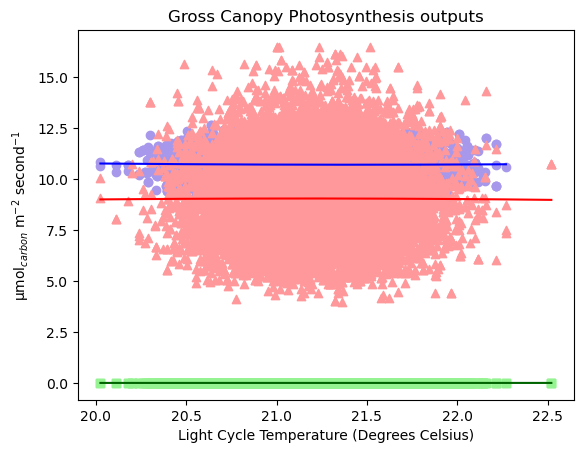 Gross Canopy Photosynthesis outputs
µmol_carbon m⁻² second⁻¹
15.0
12.5
10.0
7.5
5.0
2.5
0.0
20.0 20.5 21.0 21.5 22.0 22.5
Light Cycle Temperature (Degrees Celsius)